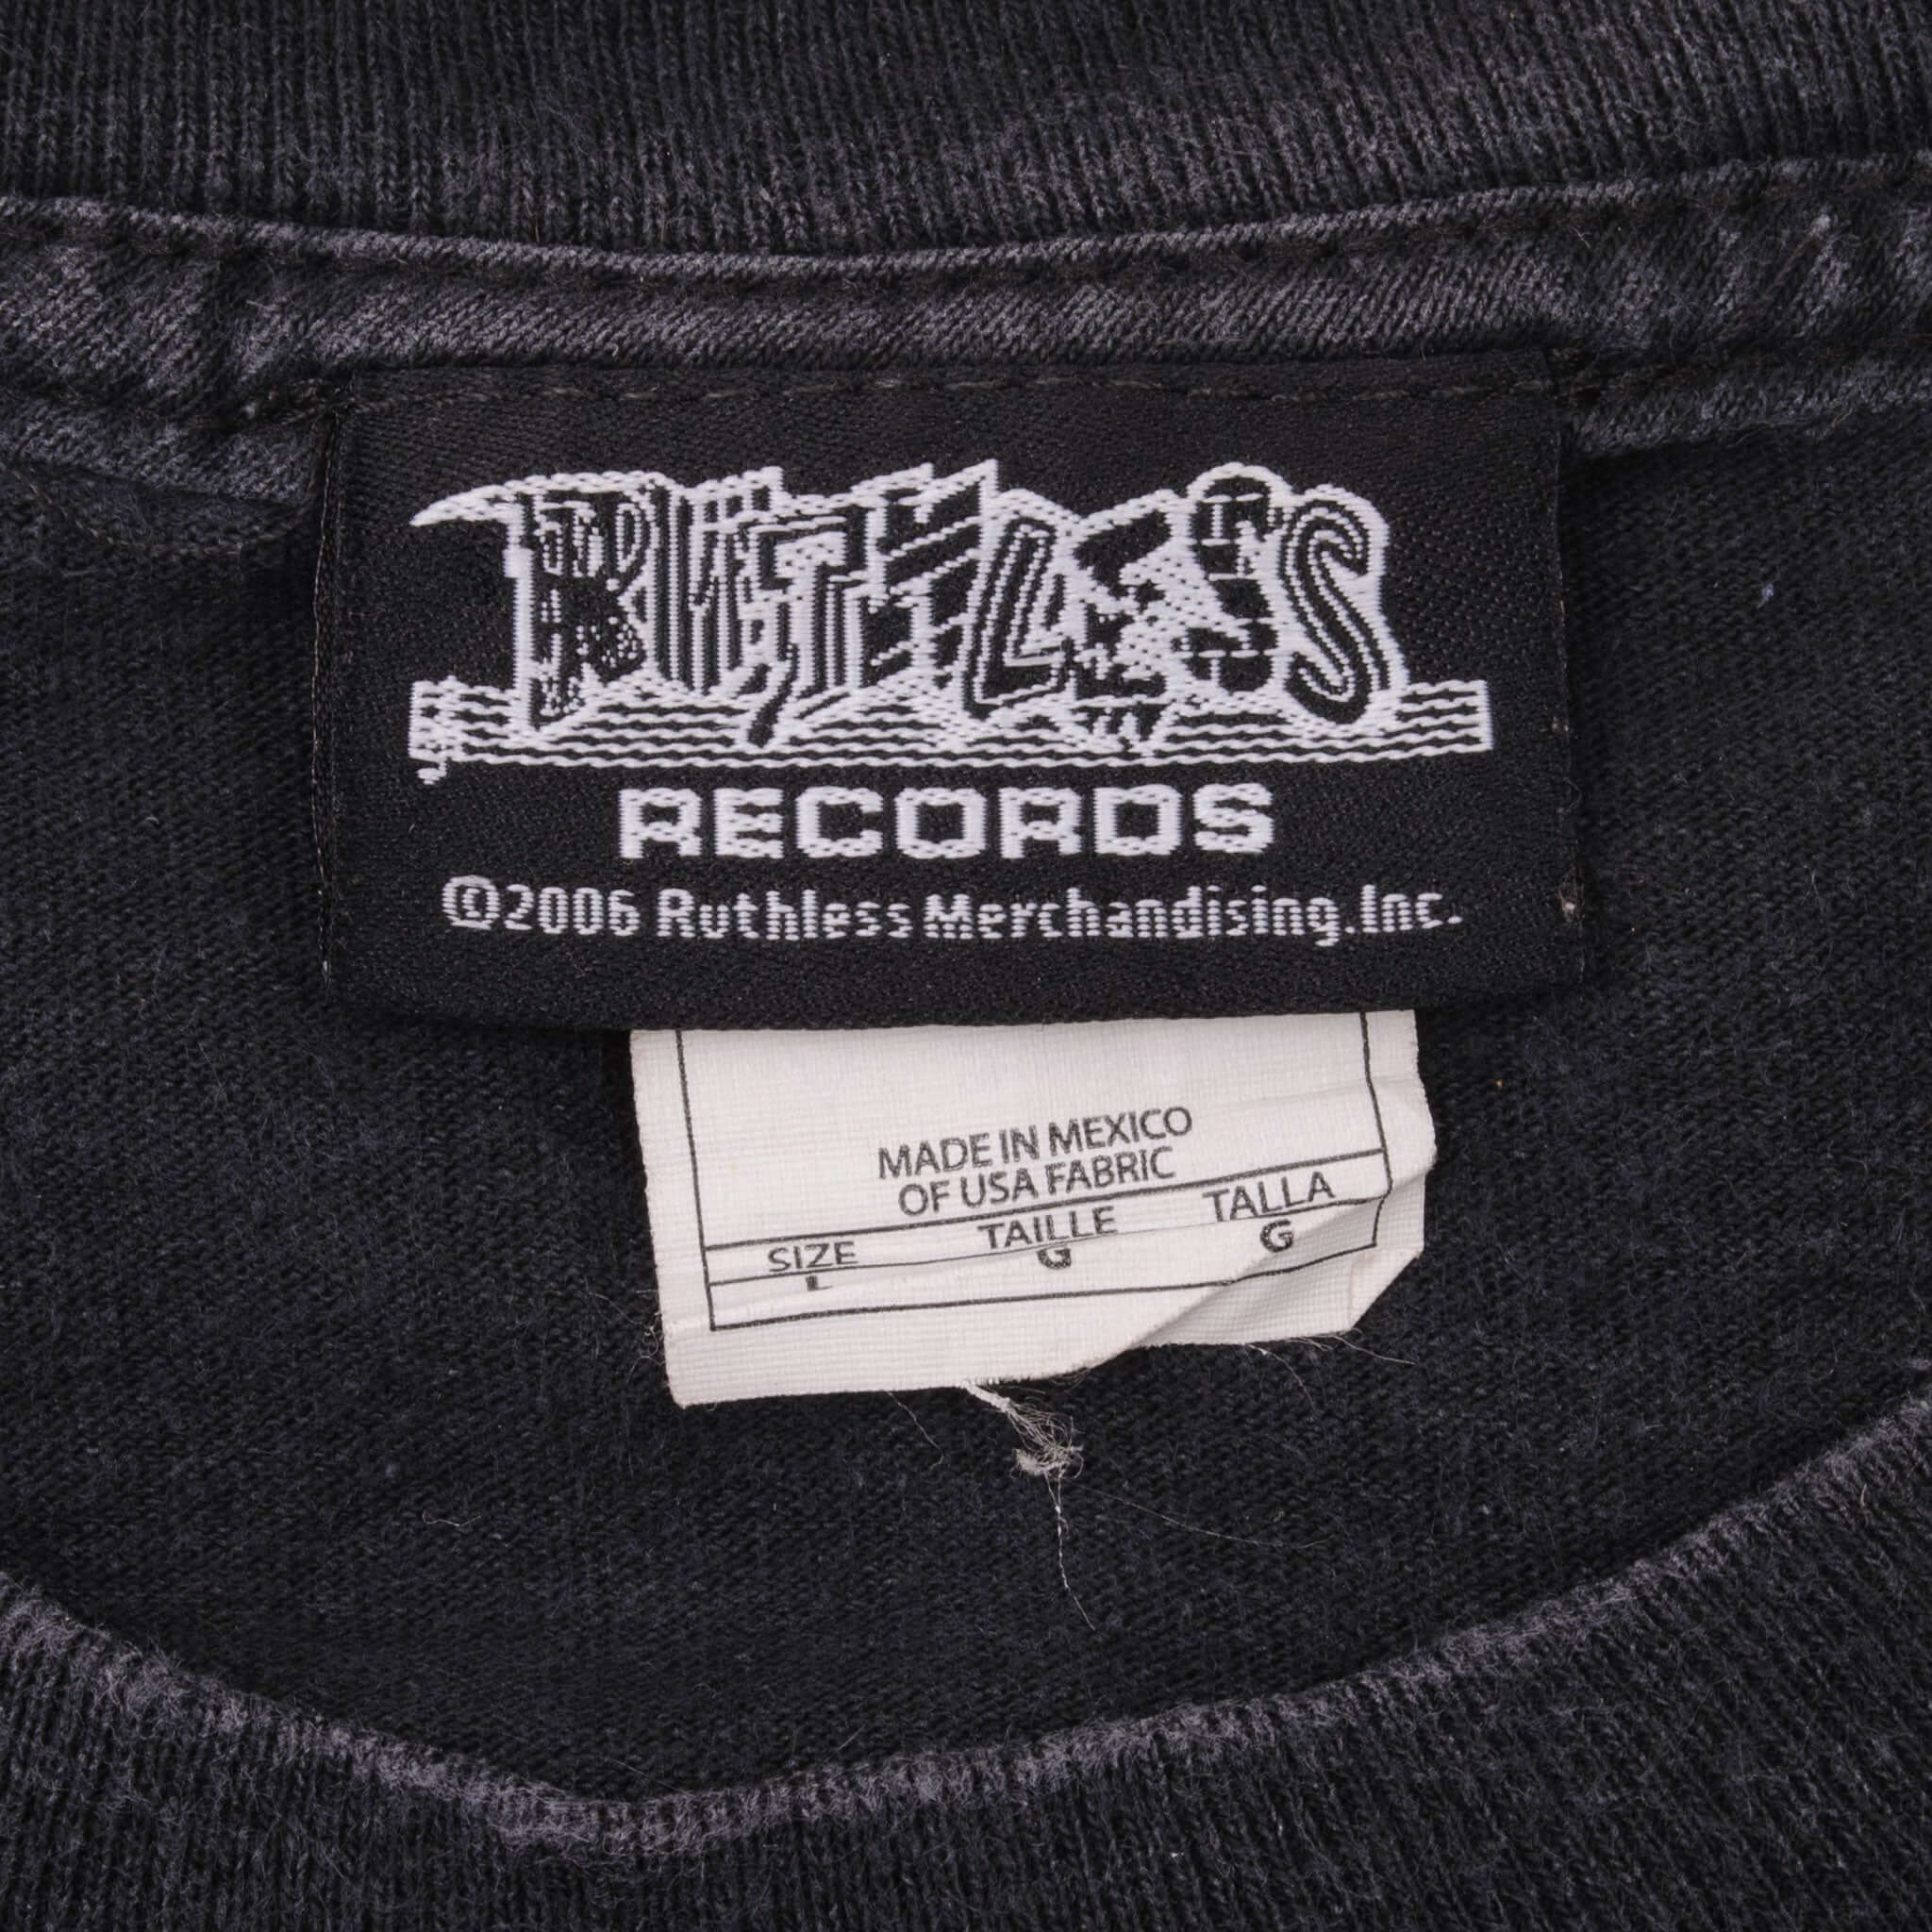 RUTHLESS
RECORDS
©2006 Ruthless Merchandising.Inc.
MADE IN MEXICO
OF USA FABRIC
SIZE TAILLE TALLA
L G G